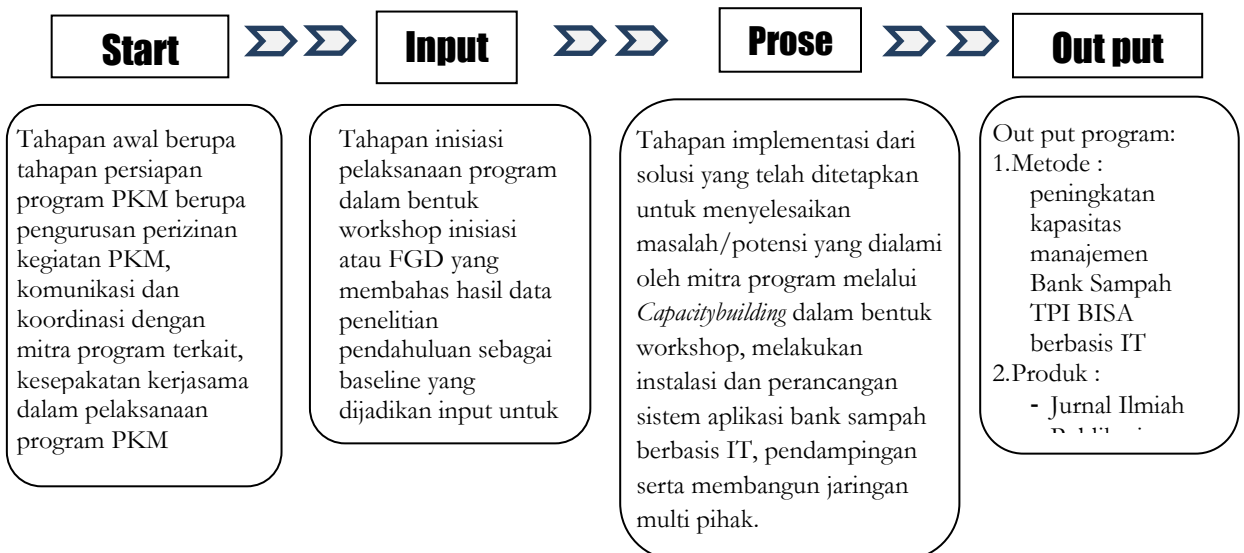 Start
Input
Prose
Out put
Tahapan awal berupa
tahapan persiapan
program PKM berupa
pengurusan perizinan
kegiatan PKM,
komunikasi dan
koordinasi dengan
mitra program terkait,
kesepakatan kerjasama
dalam pelaksanaan
program PKM
Tahapan inisiasi
pelaksanaan program
dalam bentuk
workshop inisiasi
atau FGD yang
membahas hasil data
penelitian
pendahuluan sebagai
baseline yang
dijadikan input untuk
Tahapan implementasi dari
solusi yang telah ditetapkan
untuk menyelesaikan
masalah/potensi yang dialami
oleh mitra program melalui
Capacitybuilding dalam bentuk
workshop, melakukan
instalasi dan perancangan
sistem aplikasi bank sampah
berbasis IT, pendampingan
serta membangun jaringan
multi pihak.
Out put program:
1.Metode :
peningkatan
kapasitas
manajemen
Bank Sampah
TPI BISA
berbasis IT
2.Produk :
- Jurnal Ilmiah